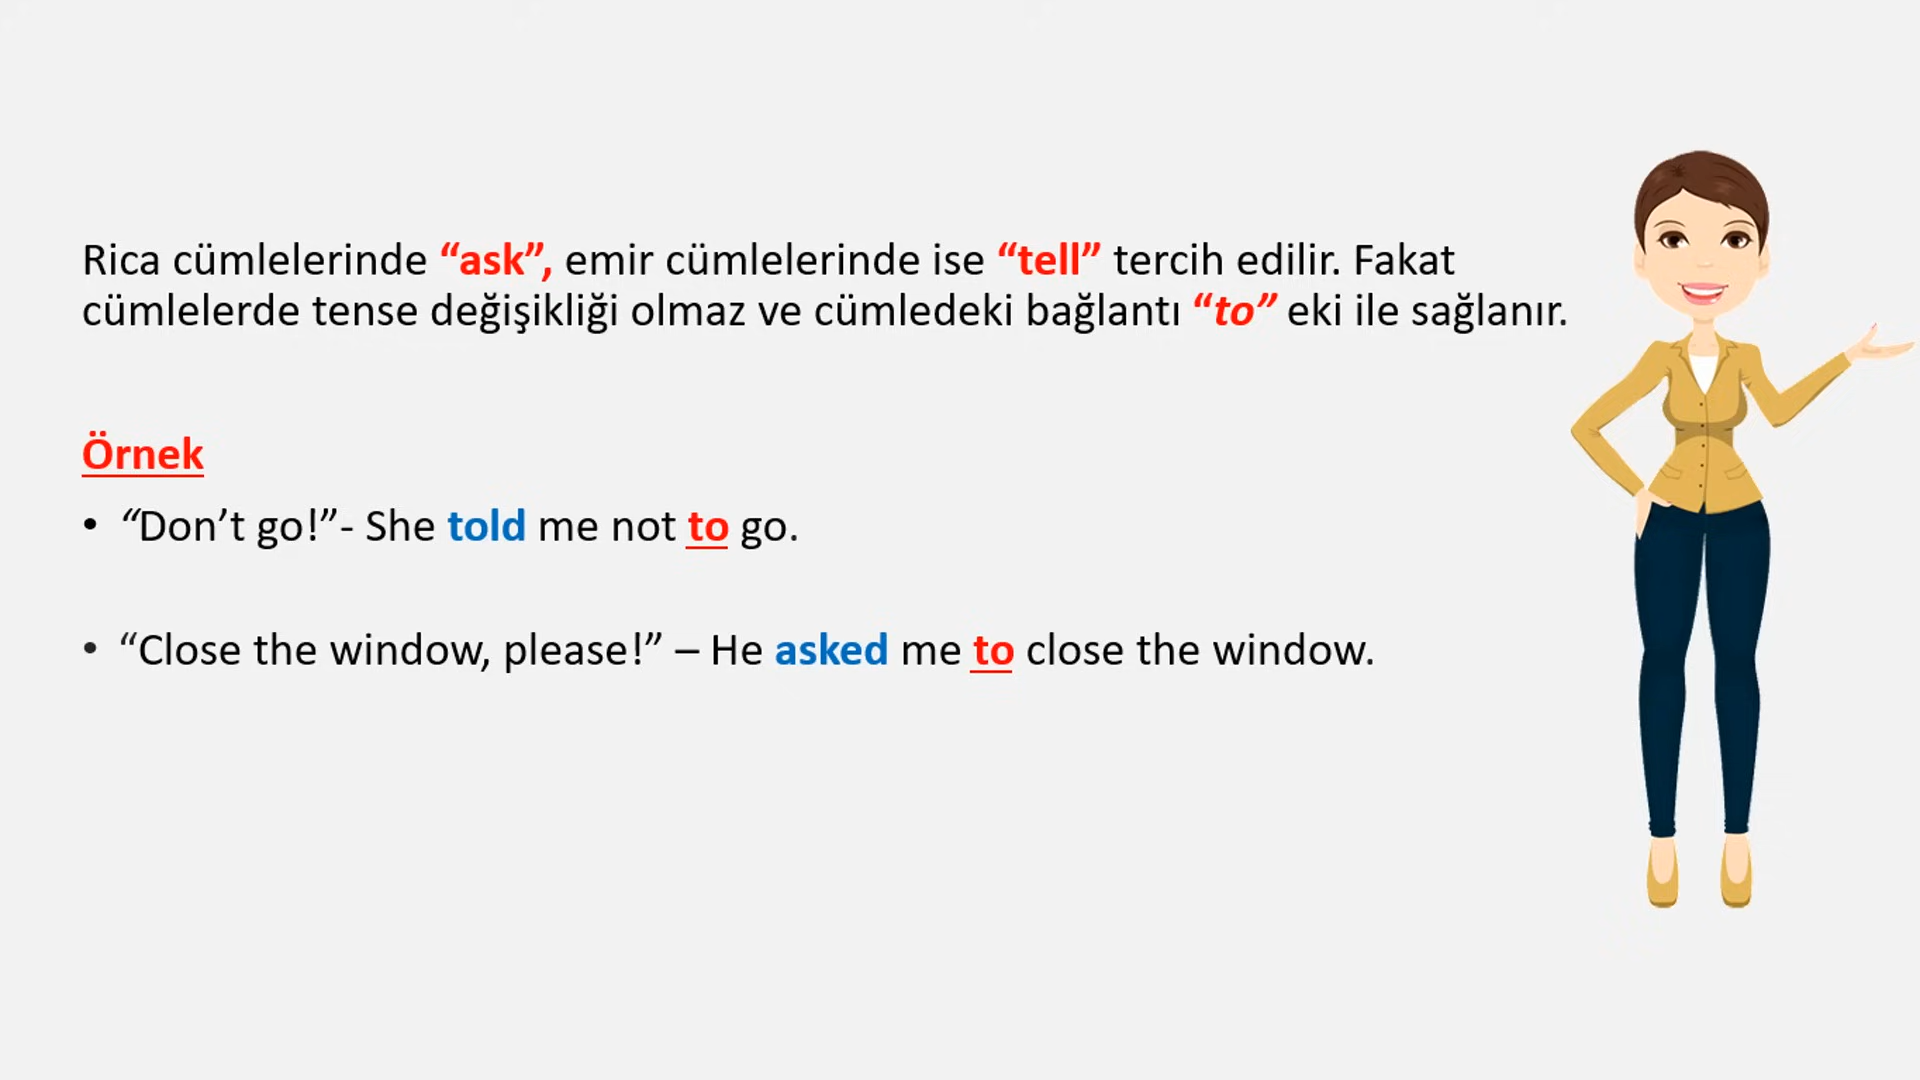 Rica cümlelerinde “ask”, emir cümlelerinde ise “tell” tercih edilir. Fakat
cümlelerde tense değişikliği olmaz ve cümledeki bağlantı “to” eki ile sağlanır.
Örnek
• “Don’t go!”- She told me not to go.
• “Close the window, please!” – He asked me to close the window.